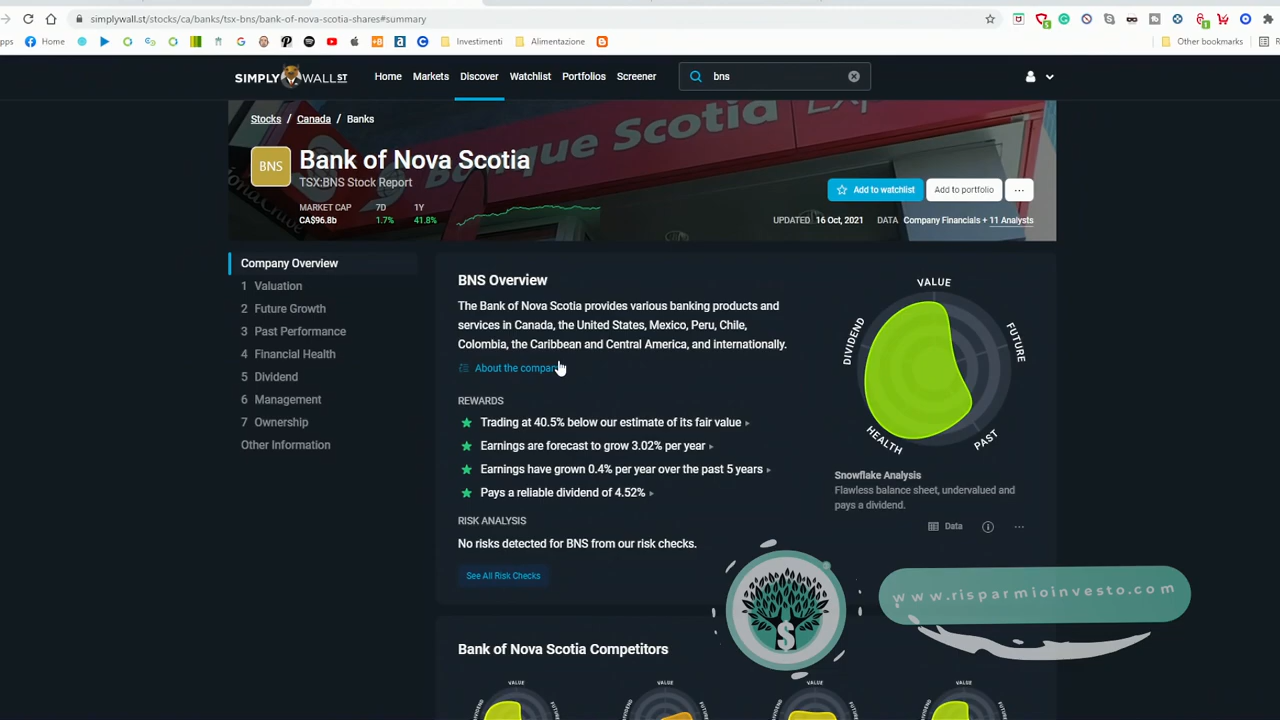 simplywall.st/stocks/ca/banks/tsx-bns/bank-of-nova-scotia-shares#summary
Home
Investimenti
Alimentazione
Other bookmarks
SIMPLY WALL ST
Home Markets Discover Watchlist Portfolios Screener
bns
Banque Scotia
Stocks / Canada / Banks
BNS
Bank of Nova Scotia
TSX:BNS Stock Report
Add to watchlist
Add to portfolio
...
MARKET CAP 7D 1Y
CA$96.8b 1.7% 41.8%
UPDATED 16 Oct, 2021 DATA Company Financials + 11 Analysts
Company Overview
1 Valuation
2 Future Growth
3 Past Performance
4 Financial Health
5 Dividend
6 Management
7 Ownership
Other Information
BNS Overview
The Bank of Nova Scotia provides various banking products and
services in Canada, the United States, Mexico, Peru, Chile,
Colombia, the Caribbean and Central America, and internationally.
About the
REWARDS
Trading at 40.5% below our estimate of its fair value
Earnings are forecast to grow 3.02% per year
Earnings have grown 0.4% per year over the past 5 years
Pays a reliable dividend of 4.52%
RISK ANALYSIS
No risks detected for BNS from our risk checks.
See All Risk Checks
VALUE
FUTURE
PAST
HEALTH
DIVIDEND
Snowflake Analysis
Flawless balance sheet, undervalued and
pays a dividend.
Data
...
$
www.risparmioinvesto.com
Bank of Nova Scotia Competitors
VALUE
VALUE
VALUE
VALUE